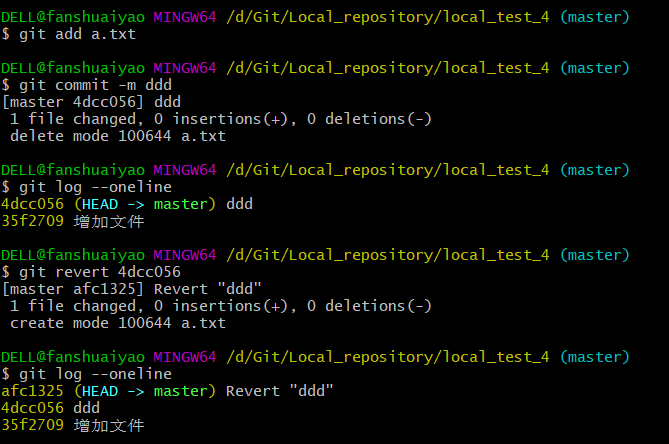 DELL@fanshuaiyao MINGW64 /d/Git/Local_repository/local_test_4 (master)
$ git add a.txt
DELL@fanshuaiyao MINGW64 /d/Git/Local_repository/local_test_4 (master)
$ git commit -m ddd
[master 4dcc056] ddd
 1 file changed, 0 insertions(+), 0 deletions(-)
 delete mode 100644 a.txt
DELL@fanshuaiyao MINGW64 /d/Git/Local_repository/local_test_4 (master)
$ git log --oneline
4dcc056 (HEAD -> master) ddd
35f2709 增加文件
DELL@fanshuaiyao MINGW64 /d/Git/Local_repository/local_test_4 (master)
$ git revert 4dcc056
[master afc1325] Revert "ddd"
 1 file changed, 0 insertions(+), 0 deletions(-)
 create mode 100644 a.txt
DELL@fanshuaiyao MINGW64 /d/Git/Local_repository/local_test_4 (master)
$ git log --oneline
afc1325 (HEAD -> master) Revert "ddd"
4dcc056 ddd
35f2709 增加文件